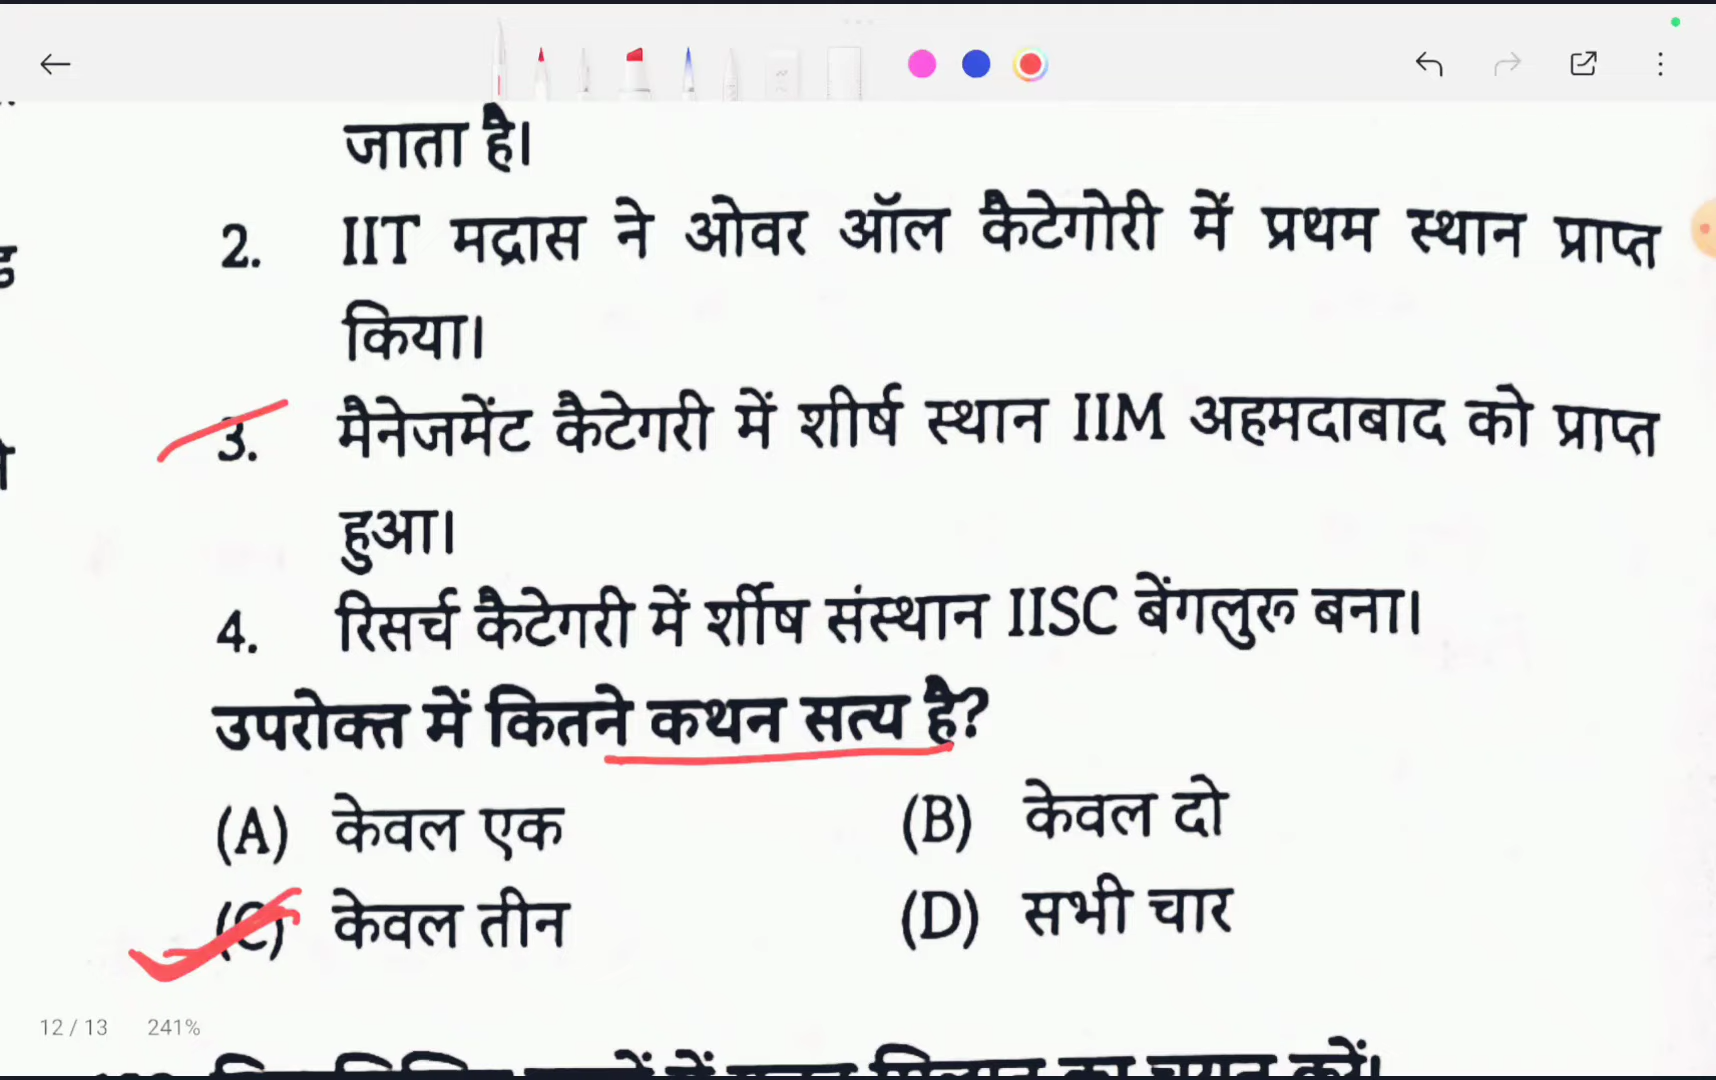 जाता है।
2. IIT मद्रास ने ओवर ऑल कैटेगोरी में प्रथम स्थान प्राप्त
किया।
3. मैनेजमेंट कैटेगरी में शीर्ष स्थान IIM अहमदाबाद को प्राप्त
हुआ।
4. रिसर्च कैटेगरी में र्शीष संस्थान IISC बेंगलुरू बना।
उपरोक्त में कितने कथन सत्य है?
(A) केवल एक (B) केवल दो
(C) केवल तीन (D) सभी चार
12 / 13 241%